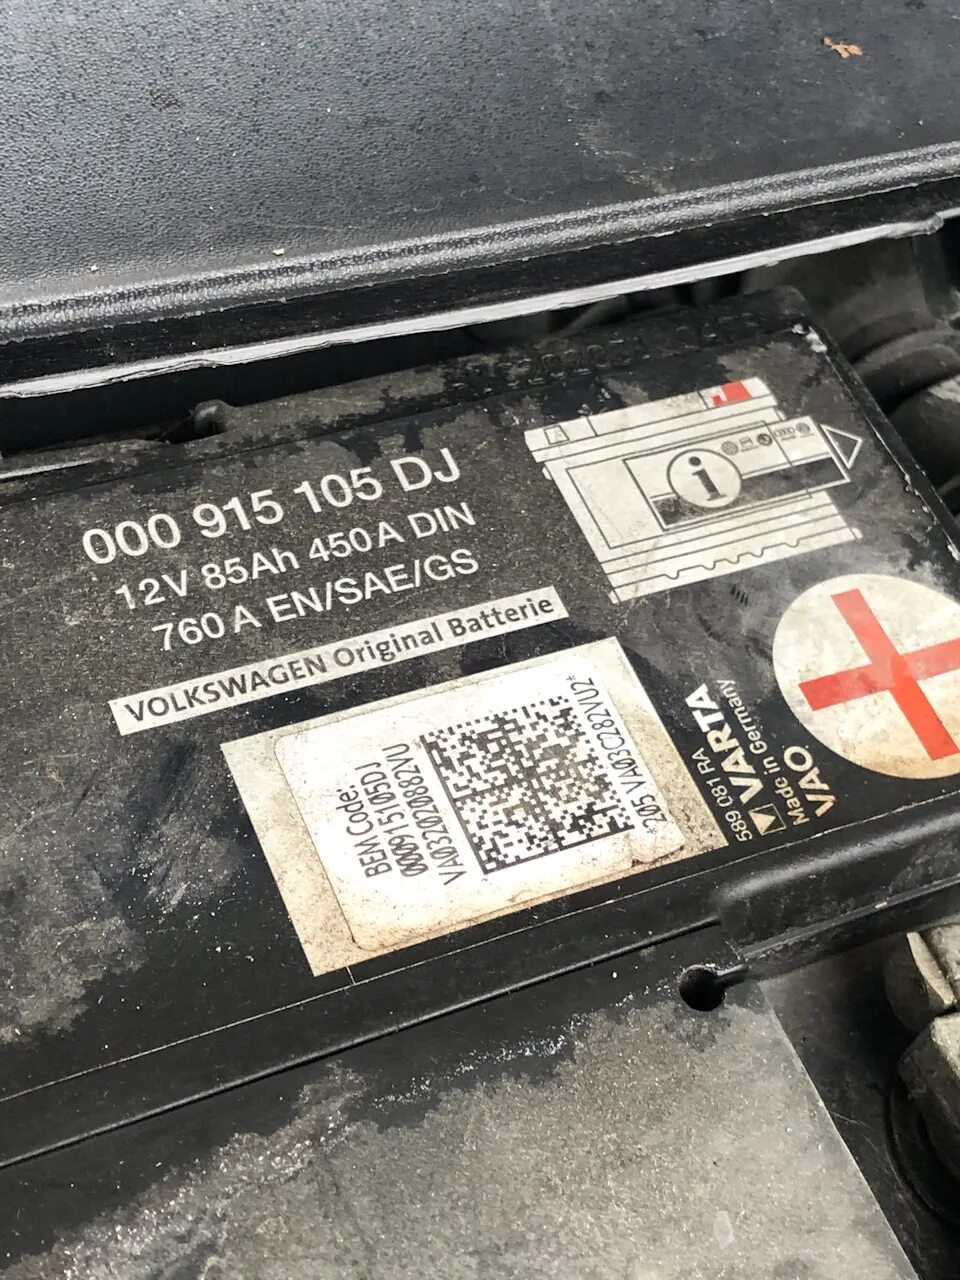 000 915 105 DJ
12V 85Ah 450A DIN
760 A EN/SAE/GS
VOLKSWAGEN Original Batterie
BEM Code:
000915105DJ
VA0320720882VU
205 VA03C282VU2*
589 081 RA
VARTA
Made in Germany
VAO
A
i